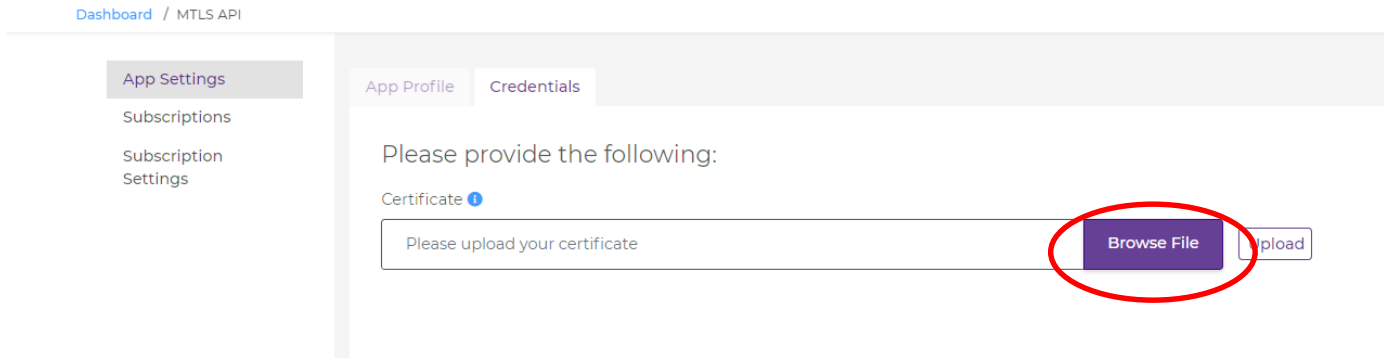 Dashboard / MTLS API
App Settings
Subscriptions
Subscription
Settings
App Profile
Credentials
Please provide the following:
Certificate
Please upload your certificate
Browse File
Upload